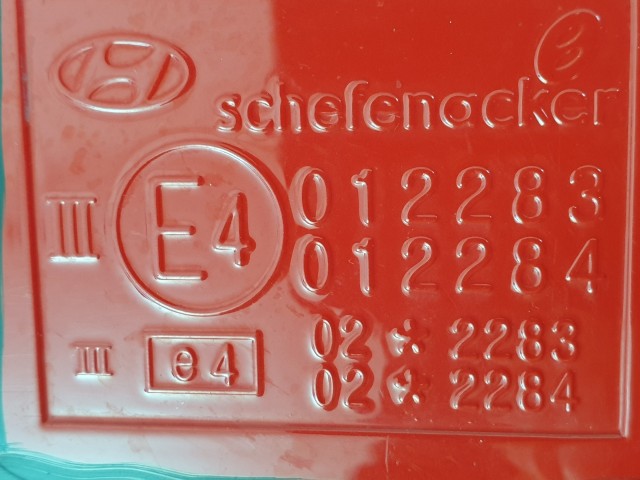 schefenacker
III E4 012283
012284
III e4 02 * 2283
02 * 2284